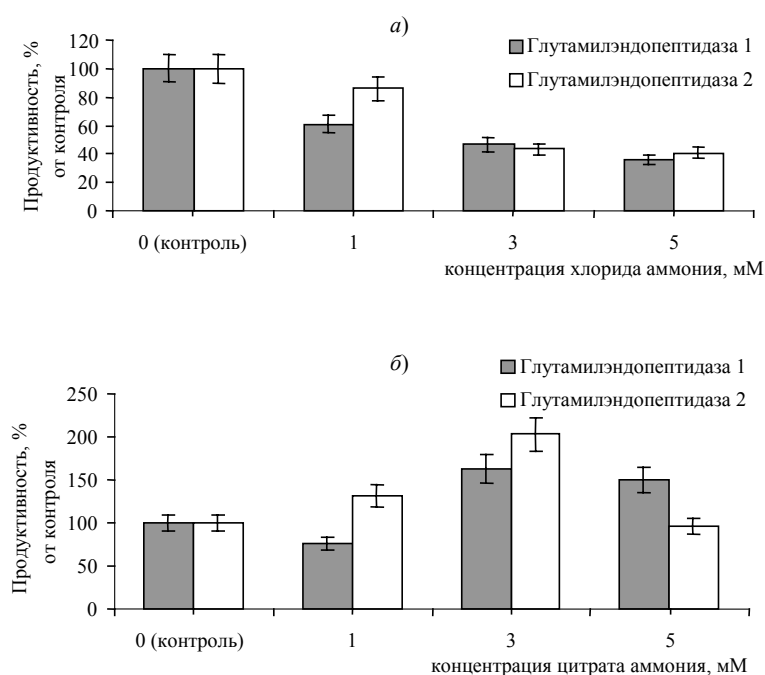 а)
Глутамилэндопептидаза 1
Глутамилэндопептидаза 2
Продуктивность, %
от контроля
120
100
80
60
40
20
0
0 (контроль) 1 3 5
концентрация хлорида аммония, мМ
б)
Глутамилэндопептидаза 1
Глутамилэндопептидаза 2
Продуктивность, %
от контроля
250
200
150
100
50
0
0 (контроль) 1 3 5
концентрация цитрата аммония, мМ